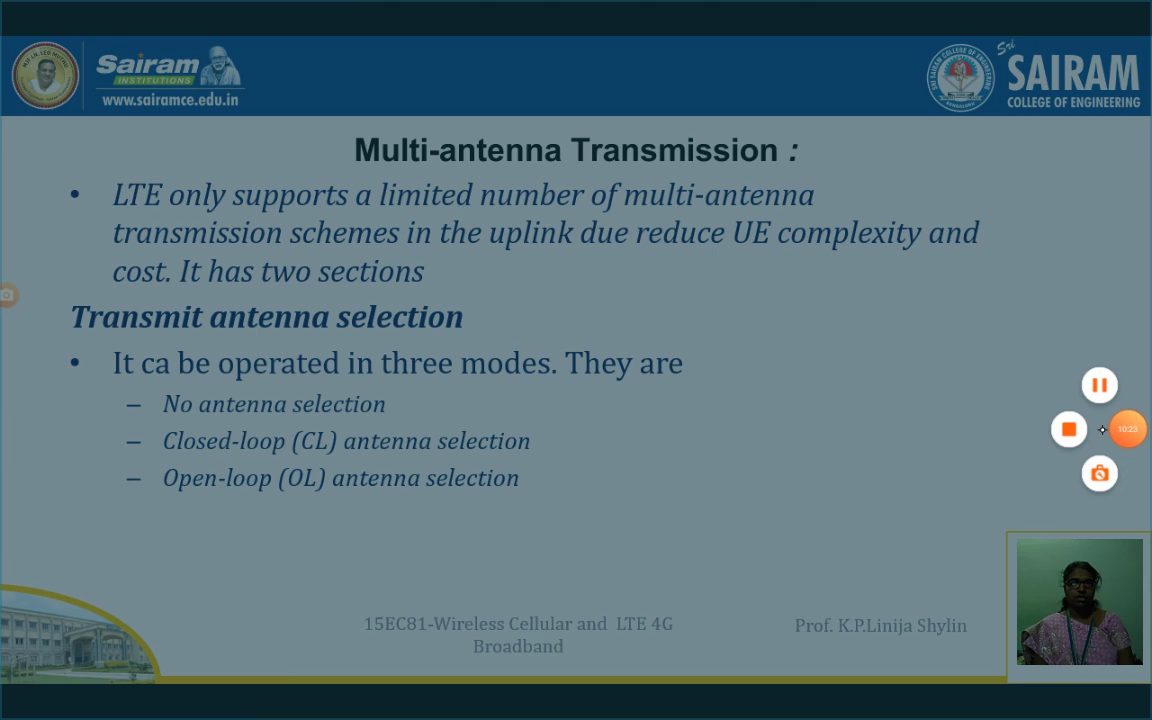 Sairam
INSTITUTIONS
www.sairamce.edu.in
Sri
SAIRAM
COLLEGE OF ENGINEERING
Multi-antenna Transmission :
• LTE only supports a limited number of multi-antenna
transmission schemes in the uplink due reduce UE complexity and
cost. It has two sections
Transmit antenna selection
• It ca be operated in three modes. They are
– No antenna selection
– Closed-loop (CL) antenna selection
– Open-loop (OL) antenna selection
10:23
15EC81-Wireless Cellular and LTE 4G
Broadband
Prof. K.P.Linija Shylin